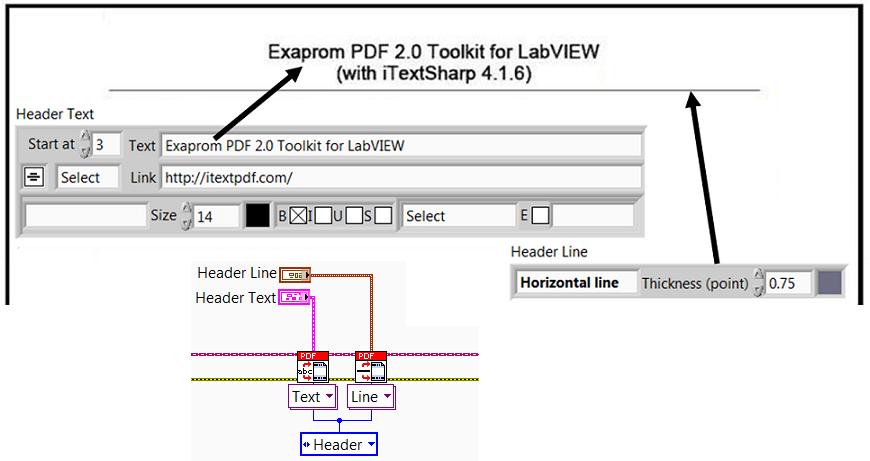 Exaprom PDF 2.0 Toolkit for LabVIEW
(with iTextSharp 4.1.6)
Header Text
Start at 3 Text Exaprom PDF 2.0 Toolkit for LabVIEW
Select Link http://itextpdf.com/
Size 14 B I U S Select E
Header Line
Horizontal line Thickness (point) 0.75
Header Line
Header Text
PDF PDF
abc
Text Line
Header